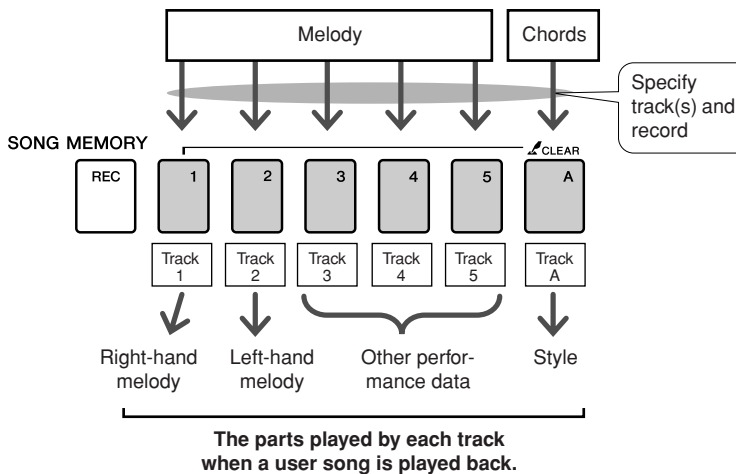 Melody
Chords
Specify
track(s) and
record
SONG MEMORY
CLEAR
REC
1
2
3
4
5
A
Track
1
Track
2
Track
3
Track
4
Track
5
Track
A
Right-hand
melody
Left-hand
melody
Other perfor-
mance data
Style
The parts played by each track
when a user song is played back.